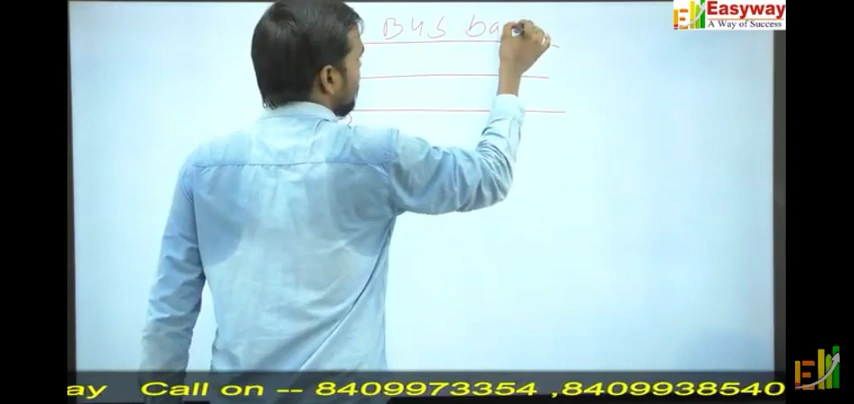 BUS ba
Easyway
A Way of Success
ay Call on -- 8409973354 ,8409938540